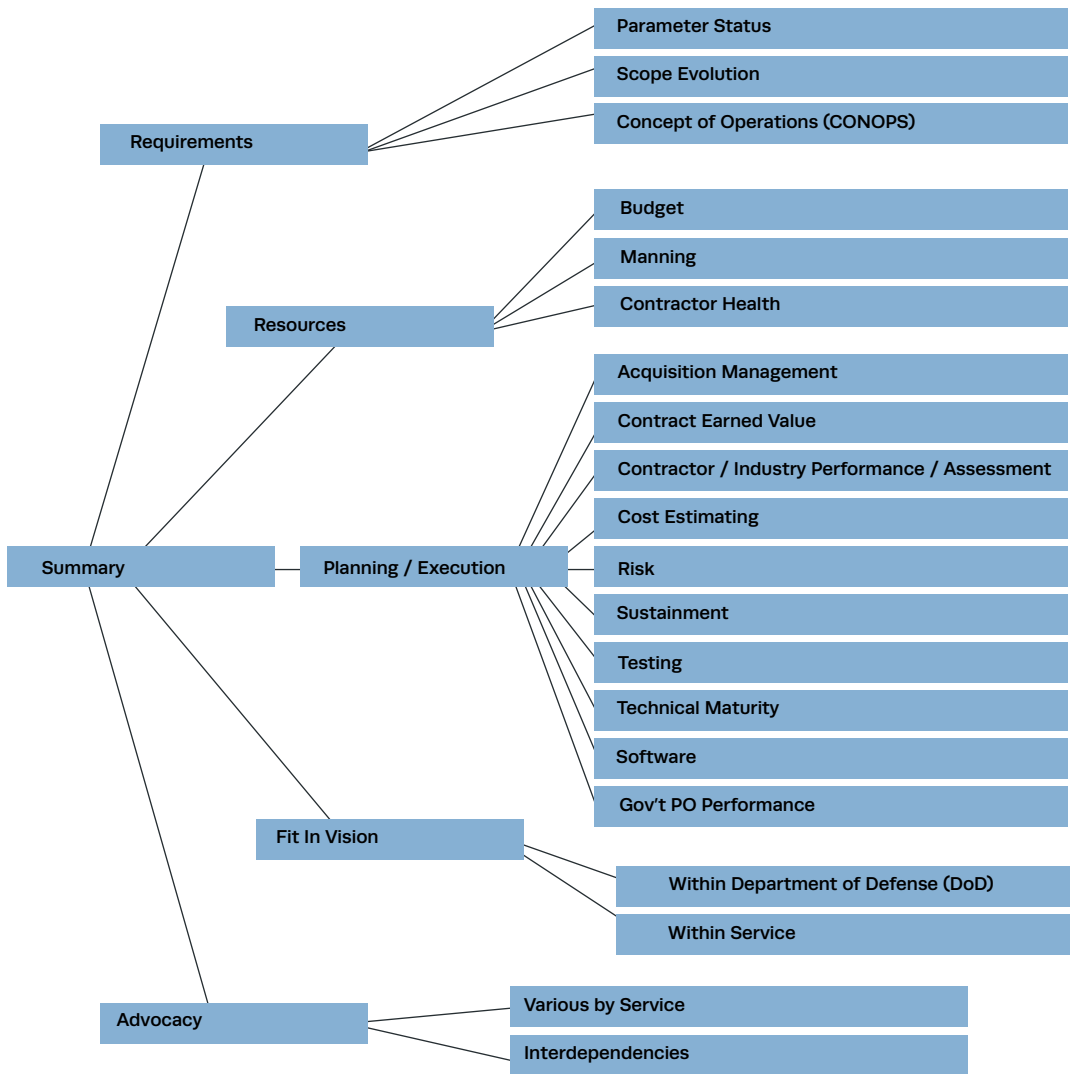 Parameter Status
Scope Evolution
Concept of Operations (CONOPS)
Requirements
Budget
Manning
Contractor Health
Resources
Acquisition Management
Contract Earned Value
Contractor / Industry Performance / Assessment
Cost Estimating
Summary
Planning / Execution
Risk
Sustainment
Testing
Technical Maturity
Software
Gov't PO Performance
Fit In Vision
Within Department of Defense (DoD)
Within Service
Advocacy
Various by Service
Interdependencies